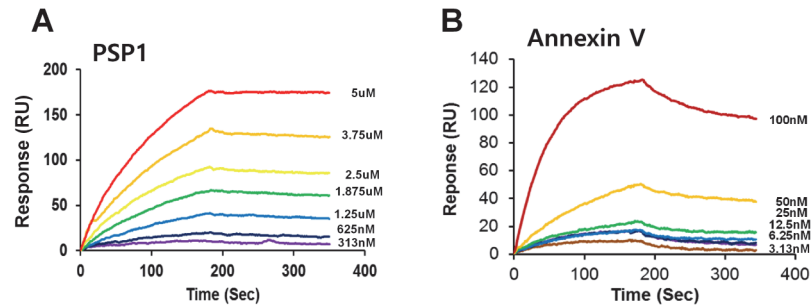 A
PSP1
Response (RU)
200
150
100
50
0
0
100
200
300
400
Time (Sec)
5uM
3.75uM
2.5uM
1.875uM
1.25uM
625nM
313nM
B
Annexin V
Reponse (RU)
140
120
100
80
60
40
20
0
0
100
200
300
400
Time (Sec)
100nM
50nM
25nM
12.5nM
6.25nM
3.13nM